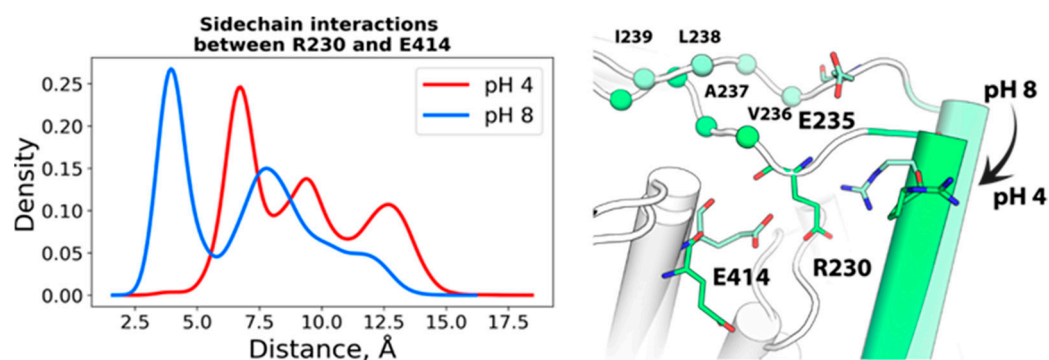 Sidechain interactions
between R230 and E414
pH 4
pH 8
Density
0.25
0.20
0.15
0.10
0.05
0.00
2.5 5.0 7.5 10.0 12.5 15.0 17.5
Distance, Å
I239 L238
A237
V236 E235
pH 8
pH 4
E414 R230